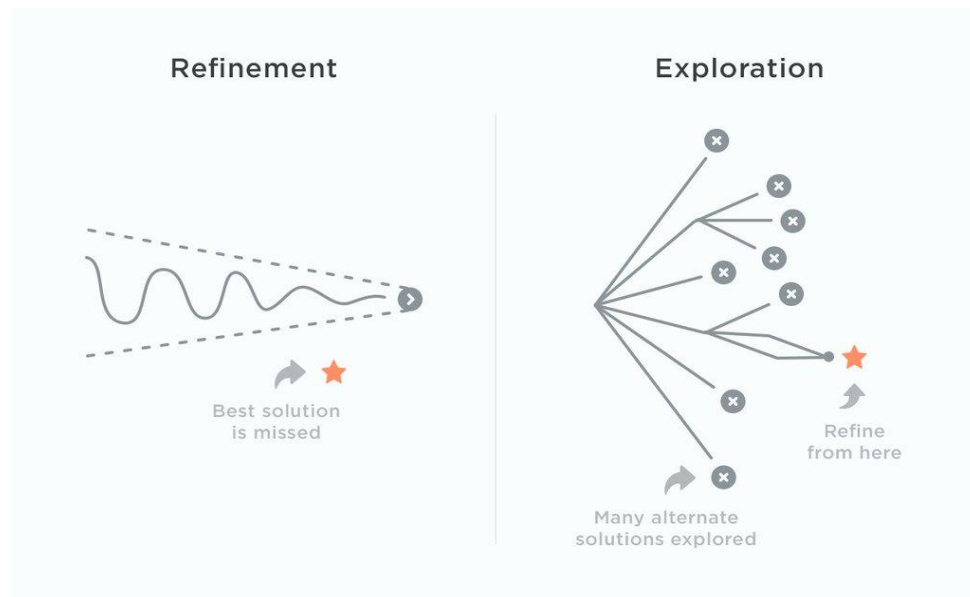 Refinement
Exploration
Best solution
is missed
Refine
from here
Many alternate
solutions explored